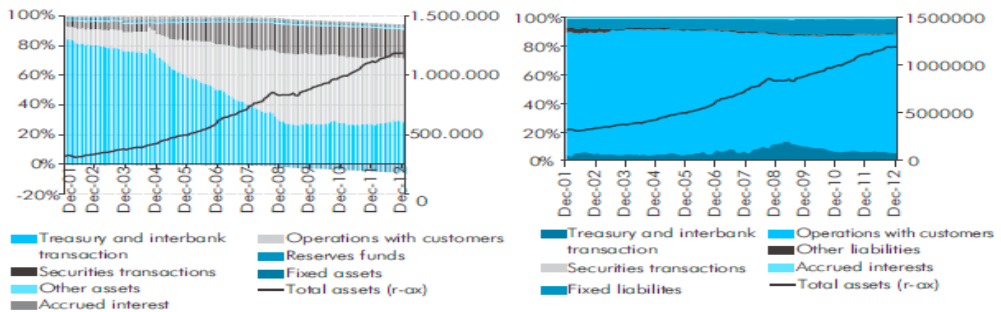 100%
80%
60%
40%
20%
0%
-20%
1.500.000
1.000.000
500.000
0
Dec-01
Dec-02
Dec-03
Dec-04
Dec-05
Dec-06
Dec-07
Dec-08
Dec-09
Dec-10
Dec-11
Dec-12
Treasury and interbank
transaction
Securities transactions
Other assets
Accrued interest
Operations with customers
Reserves funds
Fixed assets
Total assets (r-ax)
100%
80%
60%
40%
20%
0%
1500000
1000000
500000
0
Dec-01
Dec-02
Dec-03
Dec-04
Dec-05
Dec-06
Dec-07
Dec-08
Dec-09
Dec-10
Dec-11
Dec-12
Treasury and interbank
transaction
Securities transactions
Fixed liabilites
Operations with customers
Other liabilities
Accrued interests
Total assets (r-ax)